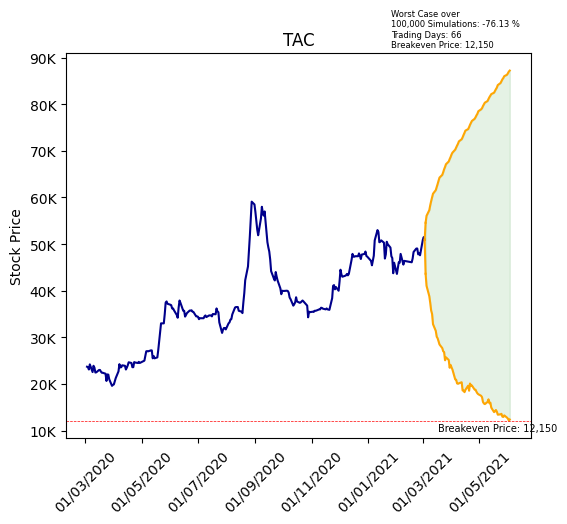 Worst Case over
100,000 Simulations: -76.13 %
Trading Days: 66
Breakeven Price: 12,150
TAC
90K
80K
70K
60K
50K
40K
30K
20K
10K
Stock Price
Breakeven Price: 12,150
01/03/2020
01/05/2020
01/07/2020
01/09/2020
01/11/2020
01/01/2021
01/03/2021
01/05/2021